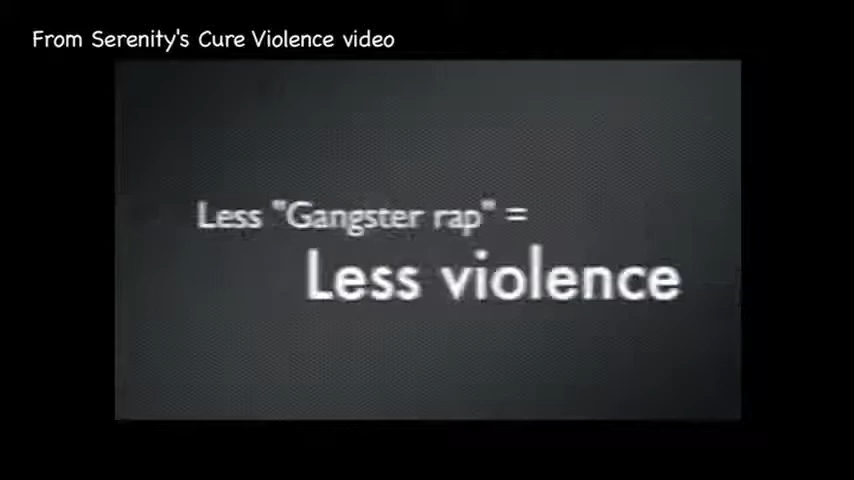 From Serenity's Cure Violence video
Less "Gangster rap" =
Less violence